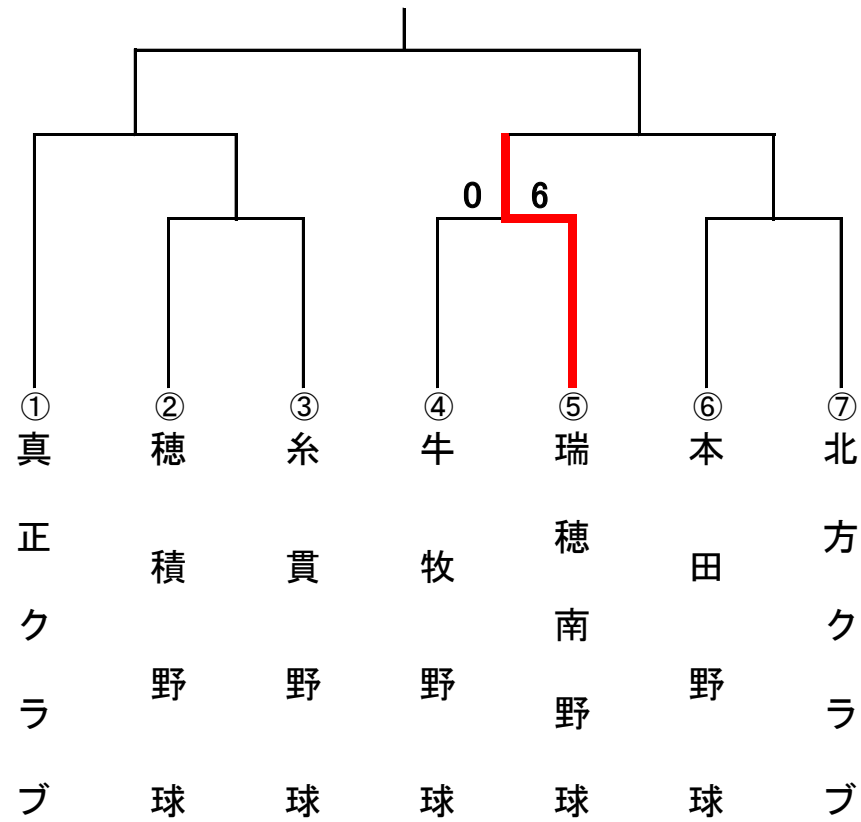 0 6
① ② ③ ④ ⑤ ⑥ ⑦
真正クラブ
穂積野球
糸貫野球
牛牧野球
瑞穂南野球
本田野球
北方クラブ